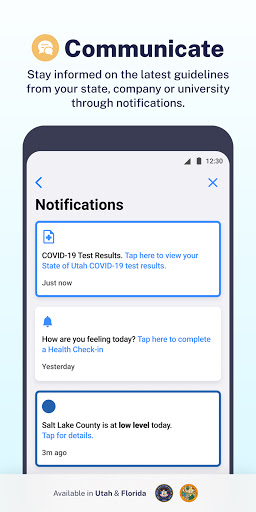 Communicate
Stay informed on the latest guidelines
from your state, company or university
through notifications.
12:30
Notifications
COVID-19 Test Results. Tap here to view your
State of Utah COVID-19 test results.
Just now
How are you feeling today? Tap here to complete
a Health Check-in
Yesterday
Salt Lake County is at low level today.
Tap for details.
3m ago
Available in Utah & Florida